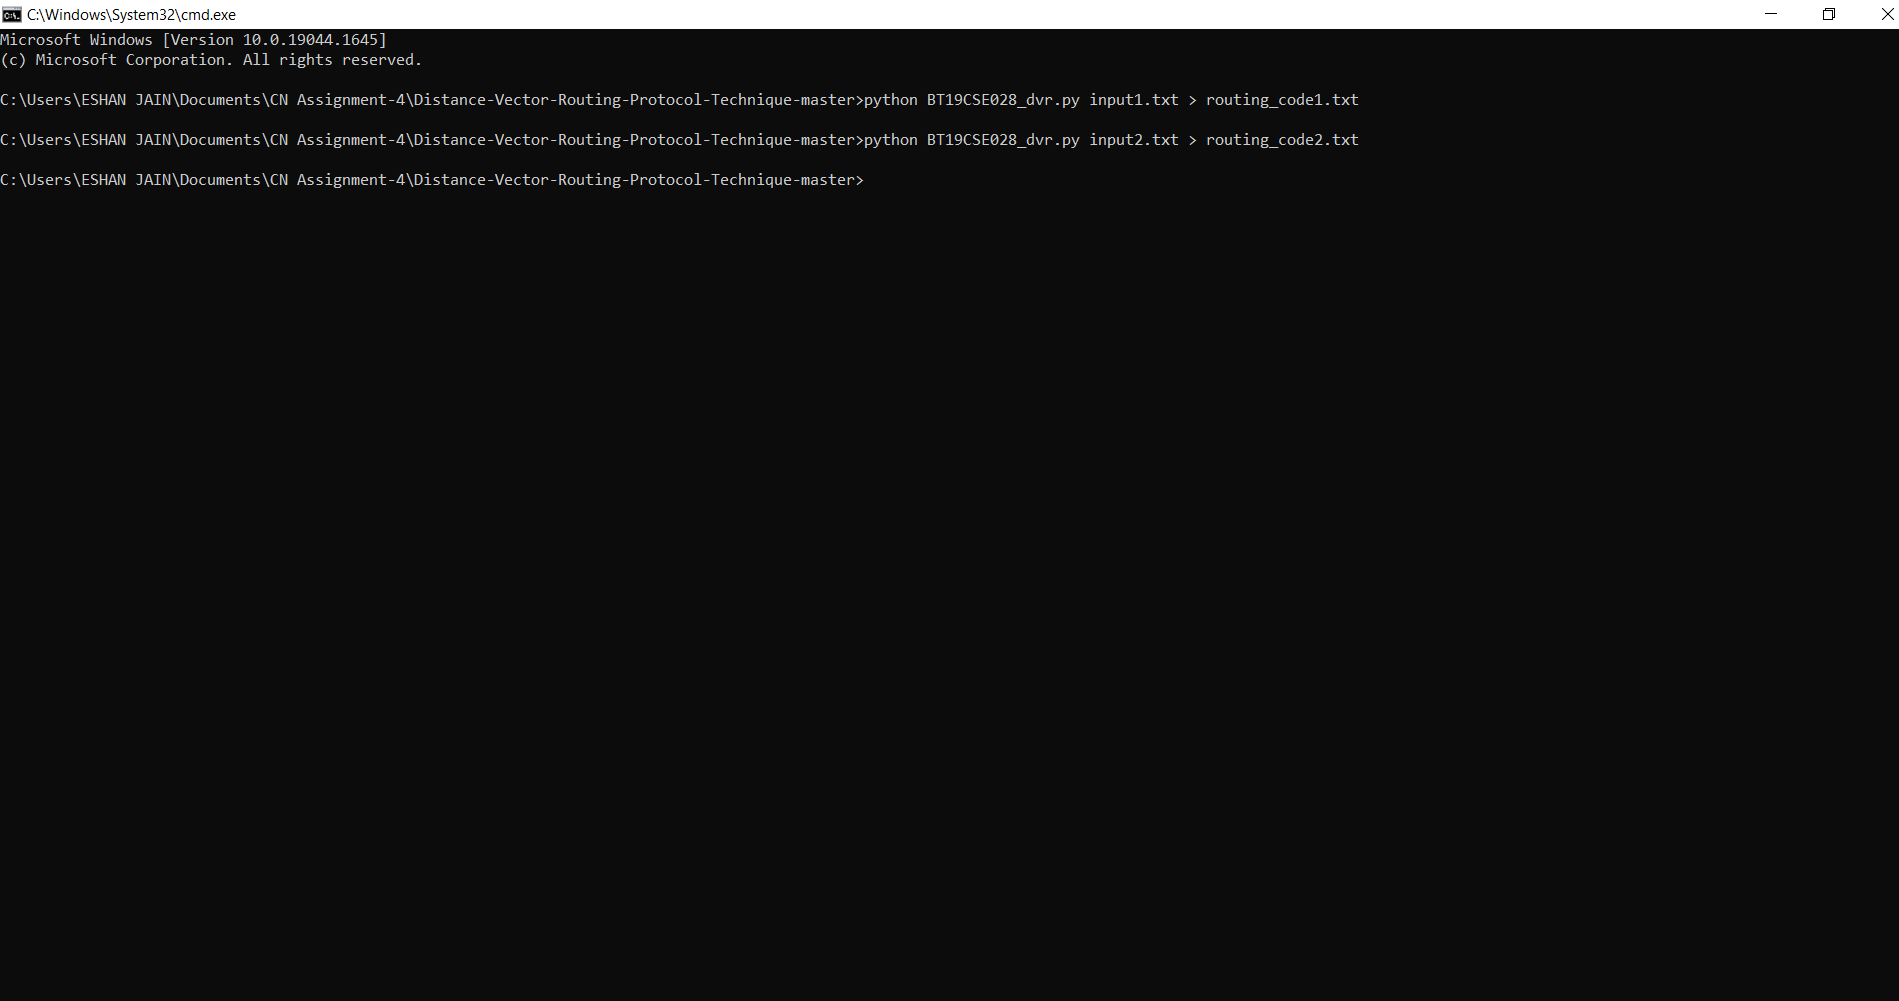 C:\Windows\System32\cmd.exe
Microsoft Windows [Version 10.0.19044.1645]
(c) Microsoft Corporation. All rights reserved.
C:\Users\ESHAN JAIN\Documents\CN Assignment-4\Distance-Vector-Routing-Protocol-Technique-master>python BT19CSE028_dvr.py input1.txt > routing_code1.txt
C:\Users\ESHAN JAIN\Documents\CN Assignment-4\Distance-Vector-Routing-Protocol-Technique-master>python BT19CSE028_dvr.py input2.txt > routing_code2.txt
C:\Users\ESHAN JAIN\Documents\CN Assignment-4\Distance-Vector-Routing-Protocol-Technique-master>